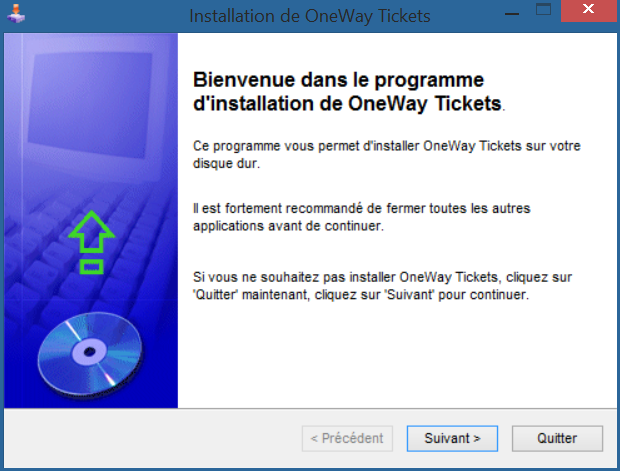 Installation de OneWay Tickets
Bienvenue dans le programme
d'installation de OneWay Tickets.
Ce programme vous permet d'installer OneWay Tickets sur votre
disque dur.
Il est fortement recommandé de fermer toutes les autres
applications avant de continuer.
Si vous ne souhaitez pas installer OneWay Tickets, cliquez sur
'Quitter' maintenant, cliquez sur 'Suivant' pour continuer.
< Précédent Suivant > Quitter